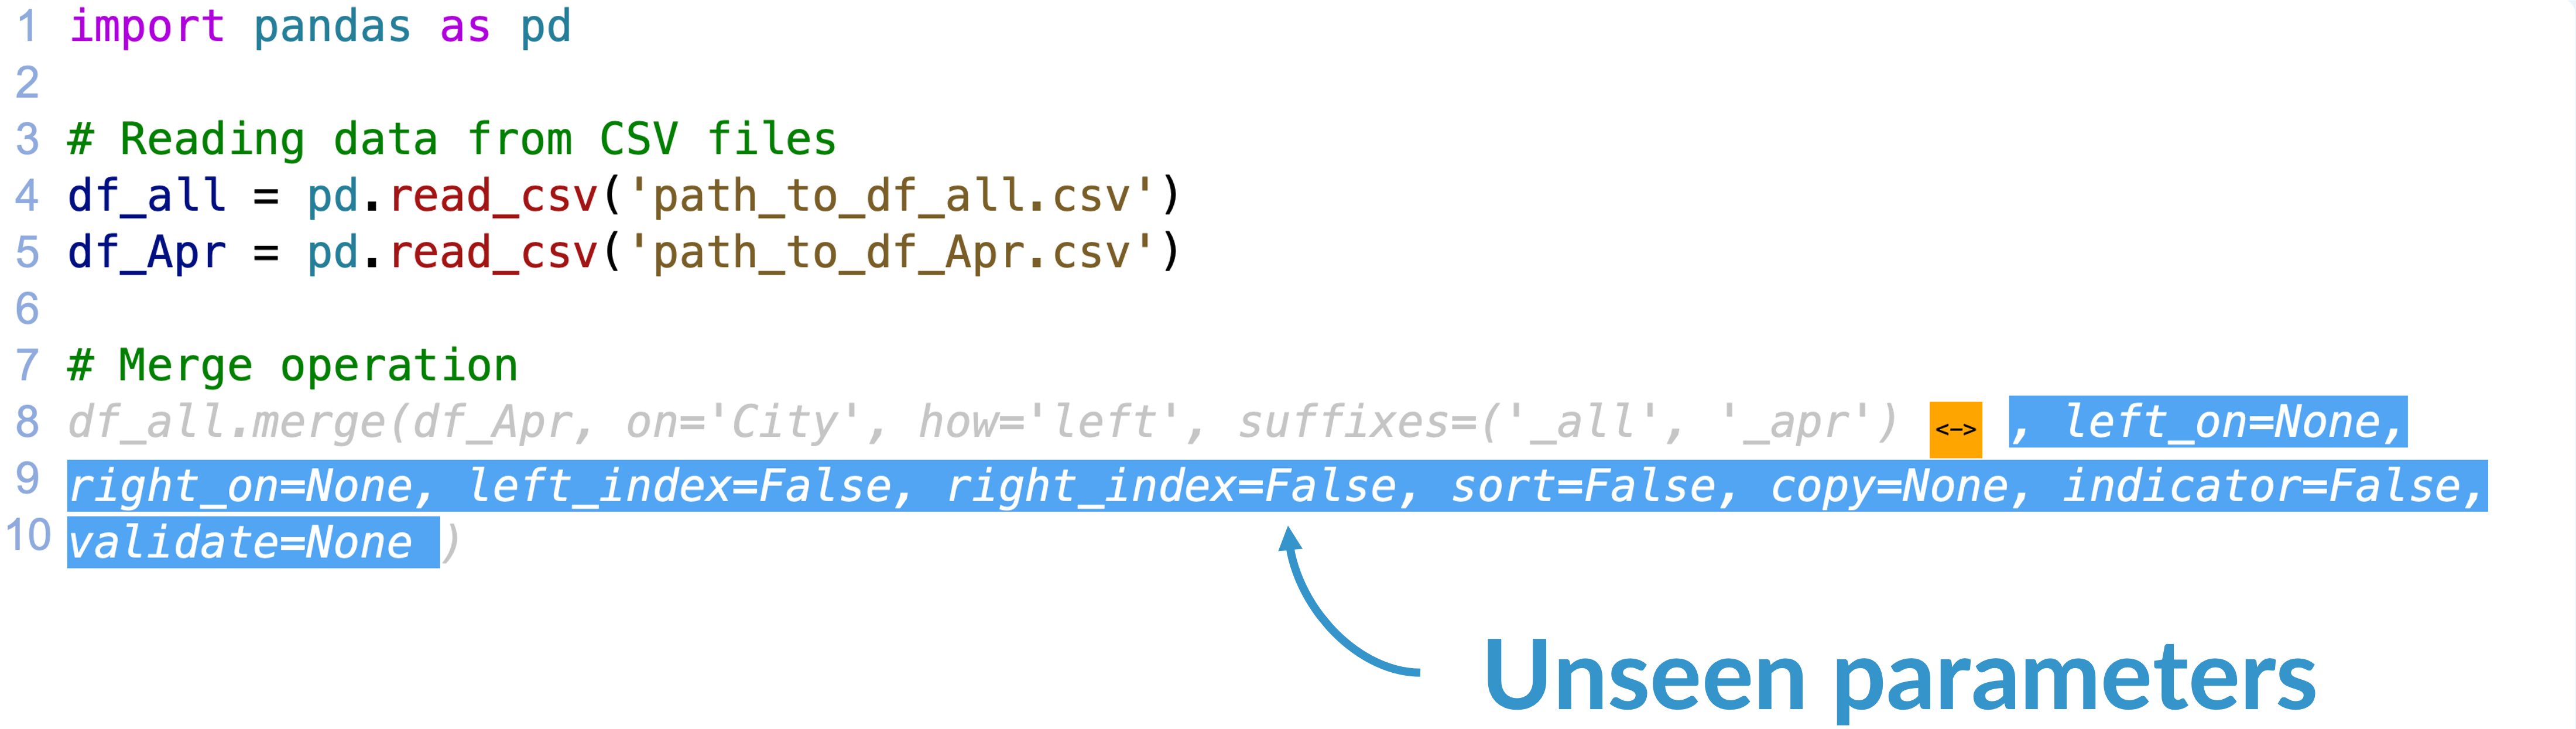 1 import pandas as pd
2
3 # Reading data from CSV files
4 df_all = pd.read_csv('path_to_df_all.csv')
5 df_Apr = pd.read_csv('path_to_df_Apr.csv')
6
7 # Merge operation
8 df_all.merge(df_Apr, on='City', how='left', suffixes=('_all', '_apr') <-> , left_on=None,
9 right_on=None, left_index=False, right_index=False, sort=False, copy=None, indicator=False,
10 validate=None )
Unseen parameters